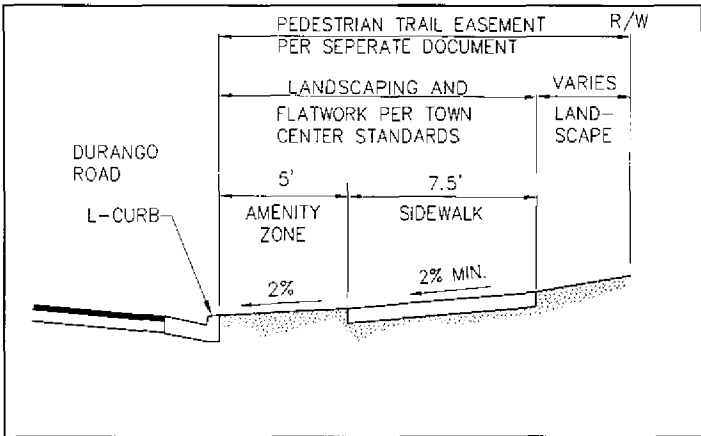 PEDESTRIAN TRAIL EASEMENT
PER SEPERATE DOCUMENT
R/W
LANDSCAPING AND
FLATWORK PER TOWN
CENTER STANDARDS
VARIES
LAND-
SCAPE
DURANGO
ROAD
L-CURB
5'
AMENITY
ZONE
7.5'
SIDEWALK
2%
2% MIN.